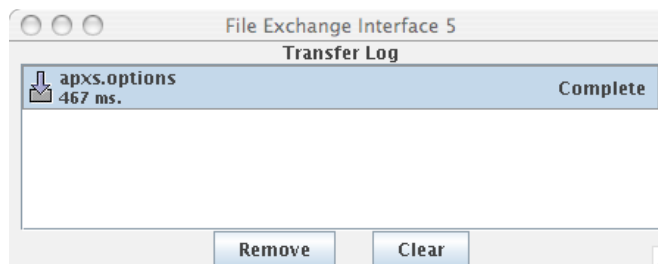 File Exchange Interface 5
Transfer Log
apxs.options
467 ms.
Complete
Remove
Clear